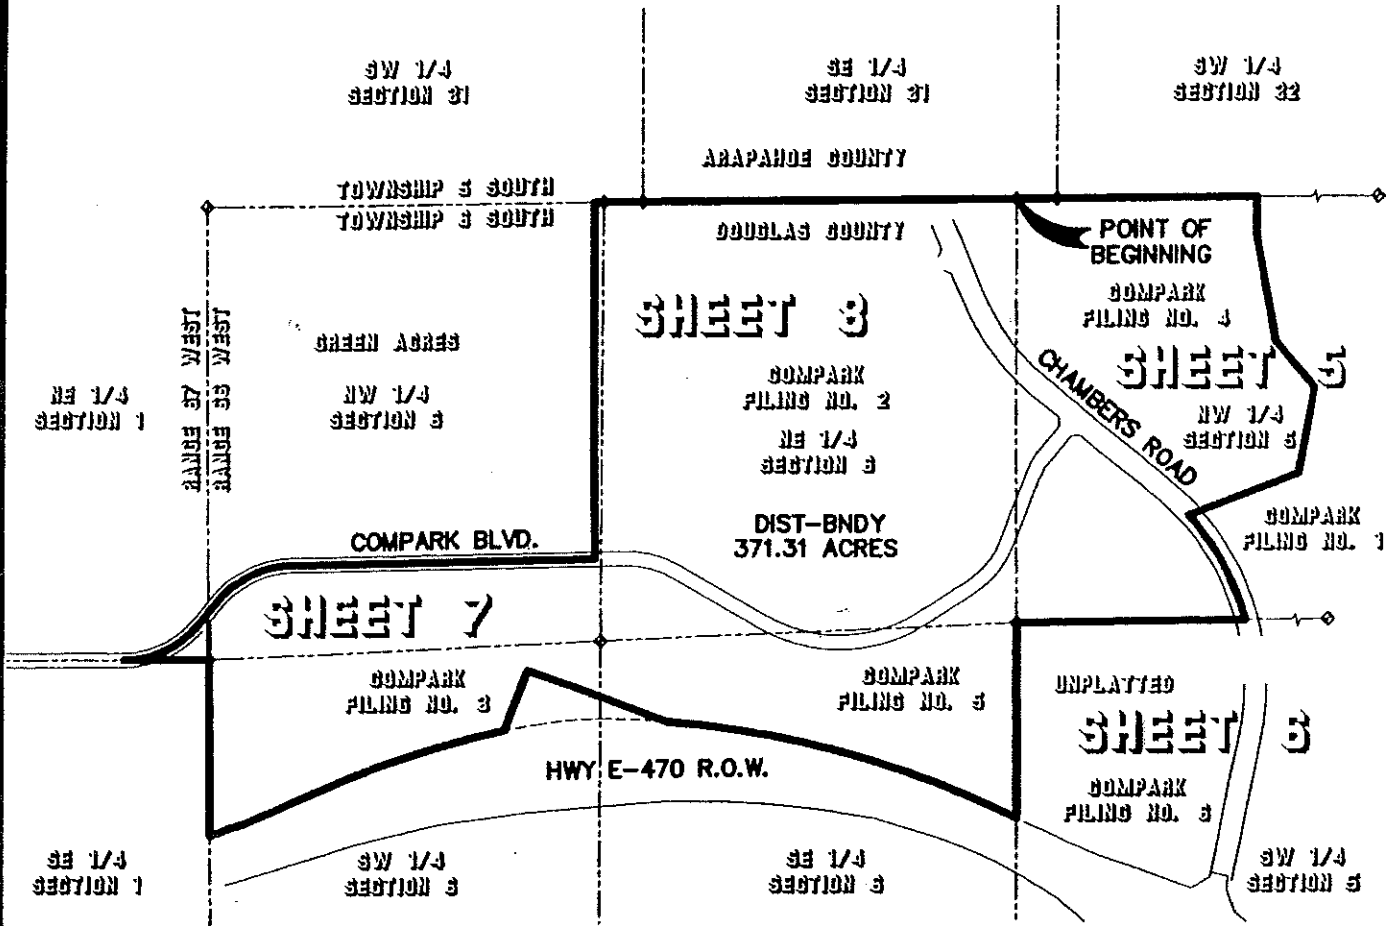 SW 1/4
SECTION 31
SE 1/4
SECTION 31
SW 1/4
SECTION 32
ARAPAHOE COUNTY
TOWNSHIP 5 SOUTH
TOWNSHIP 6 SOUTH
DOUGLAS COUNTY
POINT OF
BEGINNING
COMPARK
FILING NO. 4
SHEET 8
SHEET 5
RANGE 67 WEST
RANGE 66 WEST
GREEN ACRES
NE 1/4
SECTION 1
NW 1/4
SECTION 6
COMPARK
FILING NO. 2
NE 1/4
SECTION 6
CHAMBERS ROAD
NW 1/4
SECTION 5
DIST-BNDY
371.31 ACRES
COMPARK
FILING NO. 1
COMPARK BLVD.
SHEET 7
COMPARK
FILING NO. 3
COMPARK
FILING NO. 5
UNPLATTED
SHEET 6
HWY E-470 R.O.W.
COMPARK
FILING NO. 6
SE 1/4
SECTION 1
SW 1/4
SECTION 6
SE 1/4
SECTION 6
SW 1/4
SECTION 5